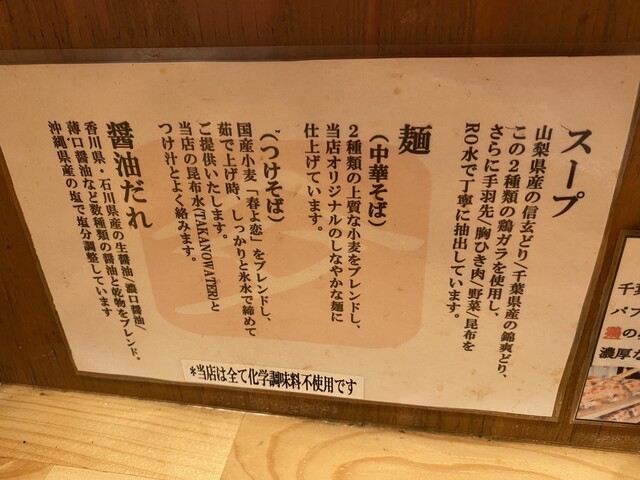 スープ
山梨県産の信玄どり/千葉県産の錦爽どり、
この2種類の鶏ガラを使用し、
さらに手羽先/胸ひき肉/野菜/昆布を
RO水で丁寧に抽出しています。
麺
(中華そば)
2種類の上質な小麦をブレンドし、
当店オリジナルのしなやかな麺に
仕上げています。
(つけそば)
国産小麦「春よ恋」をブレンドし、
茹で上げ時、しっかりと氷水で締めて
ご提供いたします。
当店の昆布水(TAKANOWATER)と
つけ汁とよく絡みます。
醤油だれ
香川県・石川県産の生醤油/濃口醤油/
薄口醤油など数種類の醤油と乾物をブレンド。
沖縄県産の塩で塩分調整しています
*当店は全て化学調味料不使用です
千葉
パフ
鶏の
濃厚な